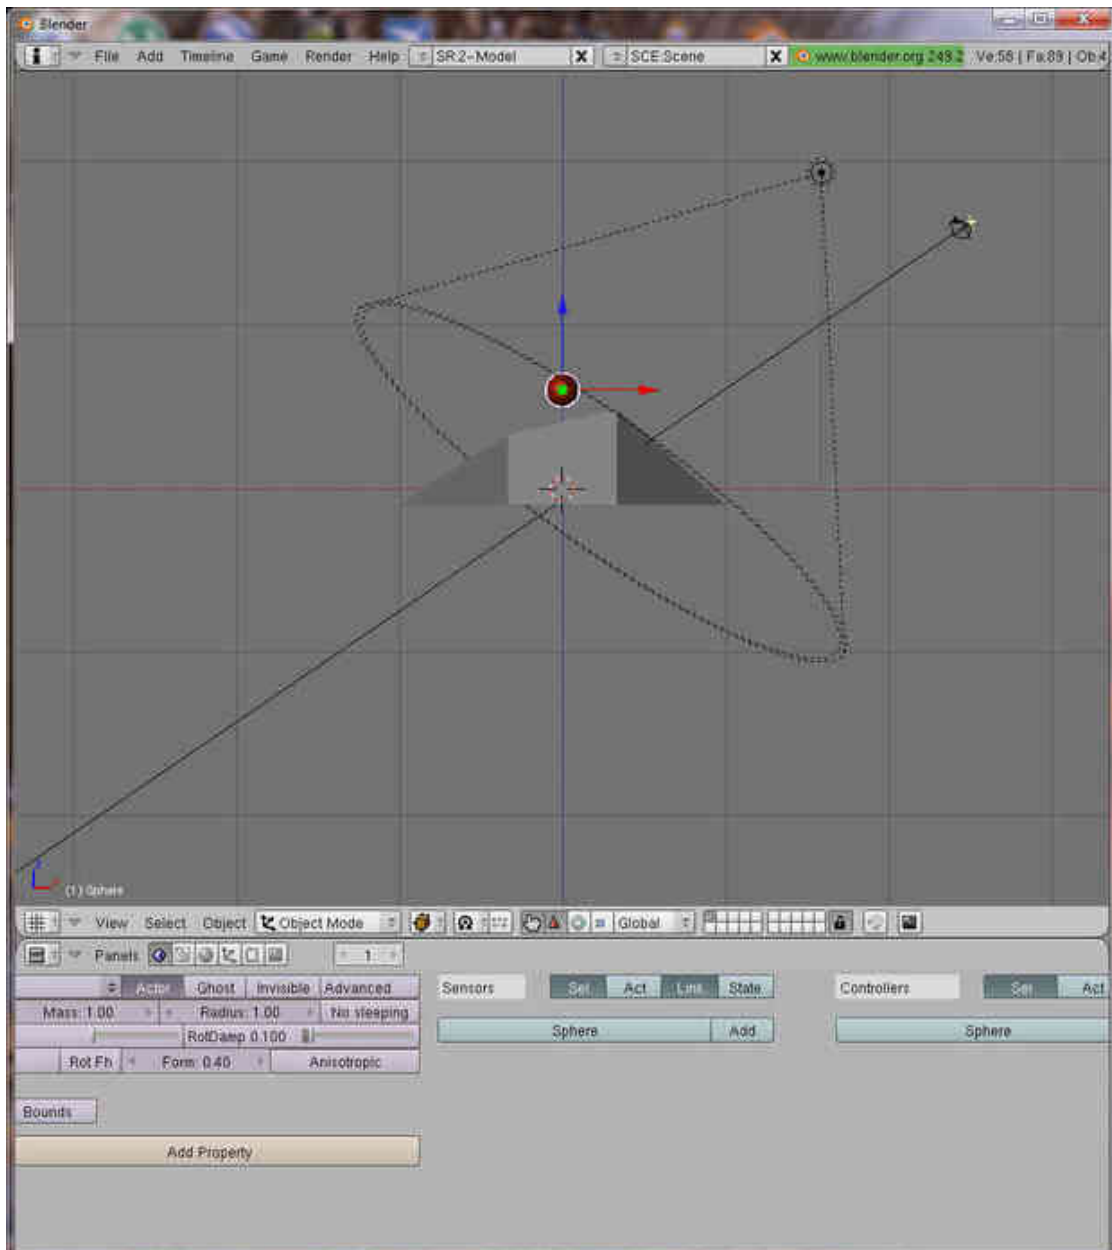 Blender
File Add Timeline Game Render Help SR:2-Model X SCE:Scene X www.blender.org 249.2 Ve:56 | Fa:89 | Ob:4
(1) Sphere
View Select Object Object Mode Global
Panels 1
Actor Ghost Invisible Advanced Sensors Sel Act Link State Controllers Sel Act
Mass: 1.00 Radius: 1.00 No sleeping
Sphere Add Sphere
RotDamp 0.100
Rot Fh Form: 0.40 Anisotropic
Bounds
Add Property